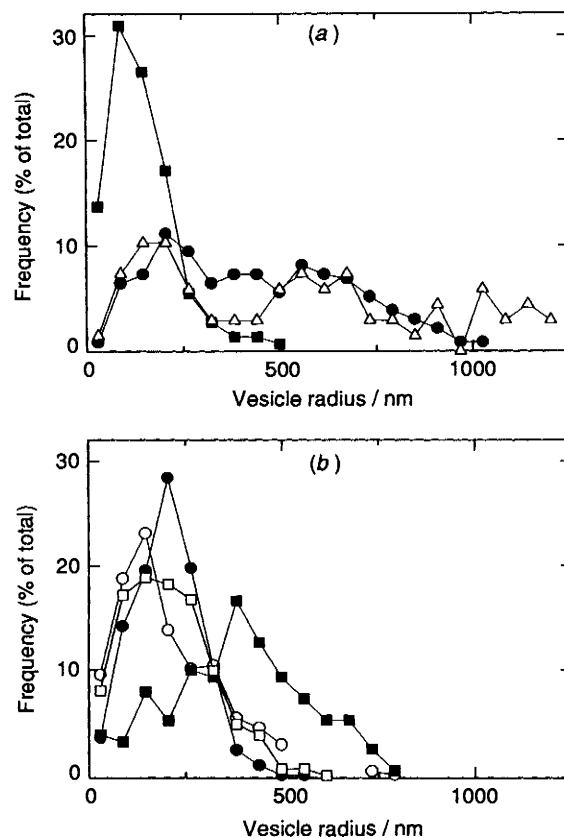 (a)
Frequency (% of total)
30
20
10
0
0
500
1000
Vesicle radius / nm
(b)
Frequency (% of total)
30
20
10
0
0
500
1000
Vesicle radius / nm